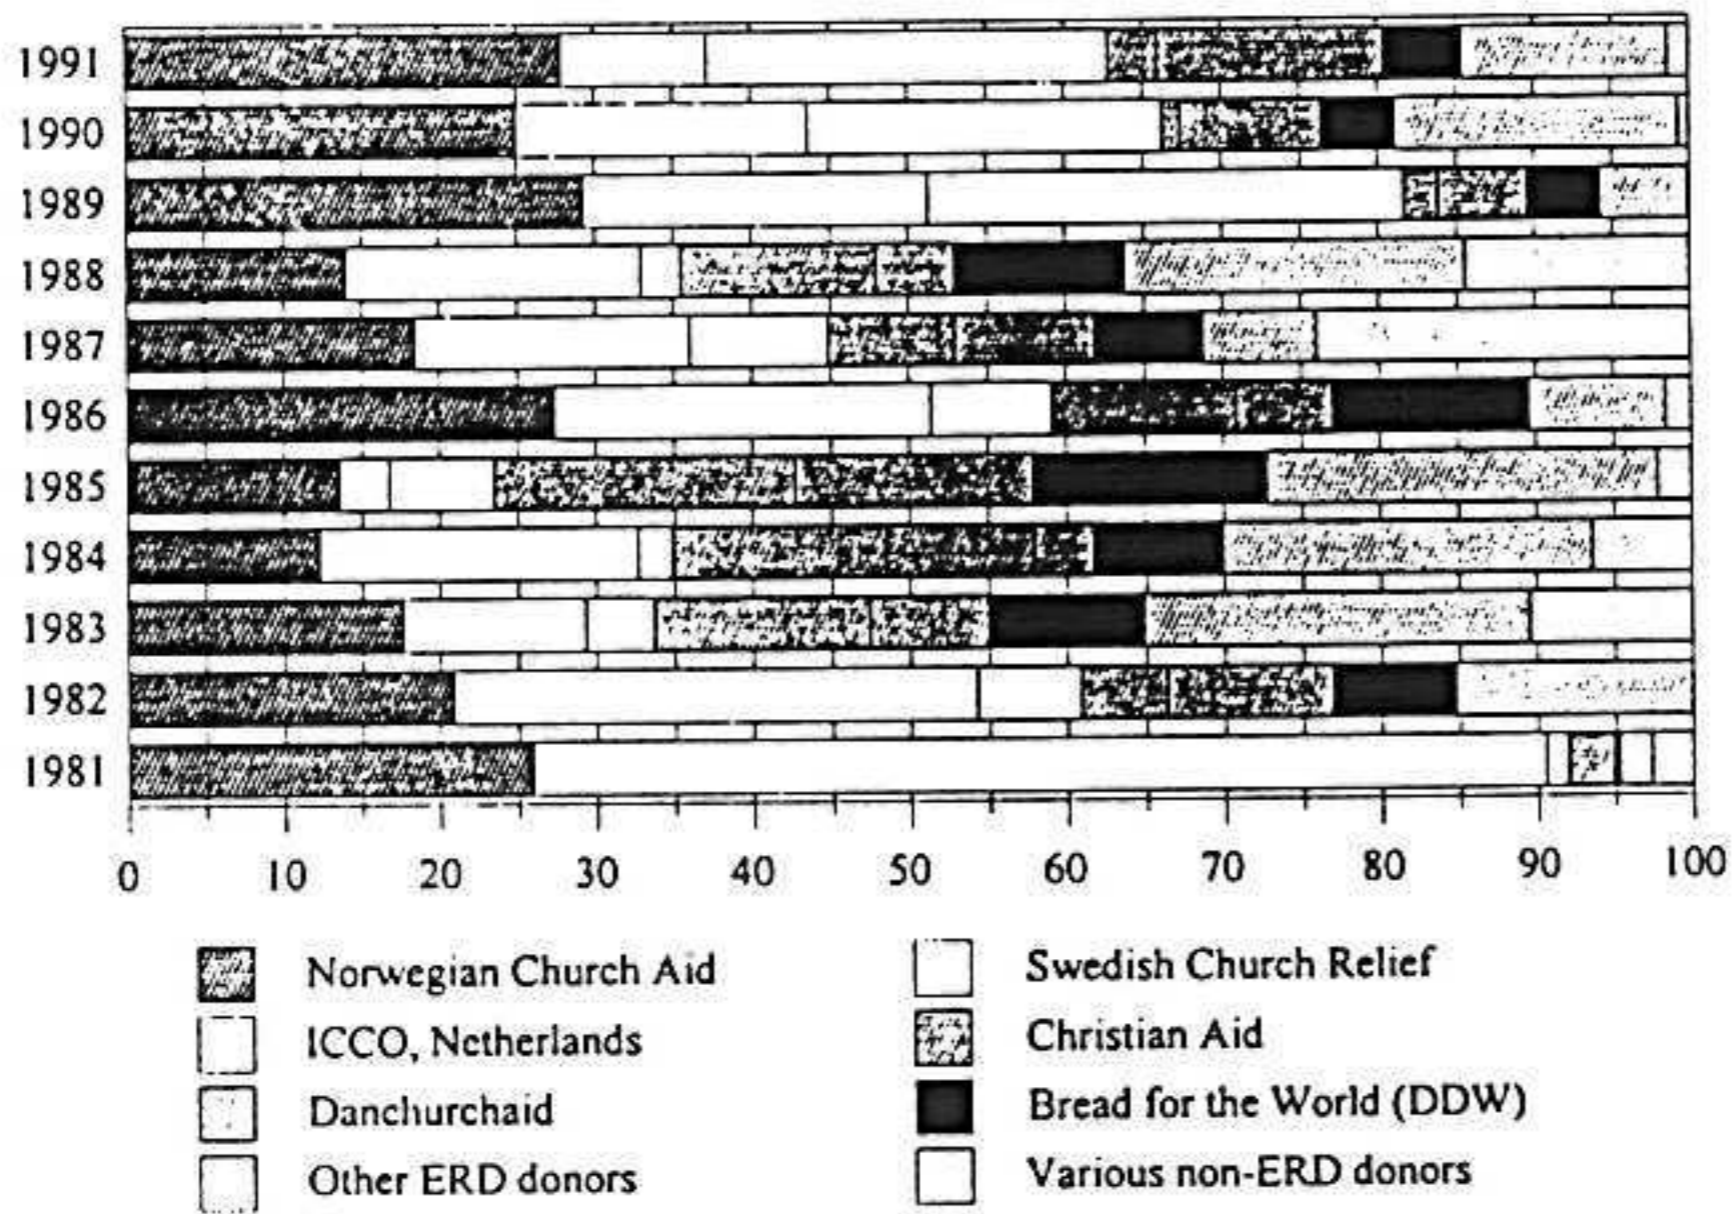 1991
1990
1989
1988
1987
1986
1985
1984
1983
1982
1981
0 10 20 30 40 50 60 70 80 90 100
Norwegian Church Aid
ICCO, Netherlands
Danchurchaid
Other ERD donors
Swedish Church Relief
Christian Aid
Bread for the World (DDW)
Various non-ERD donors